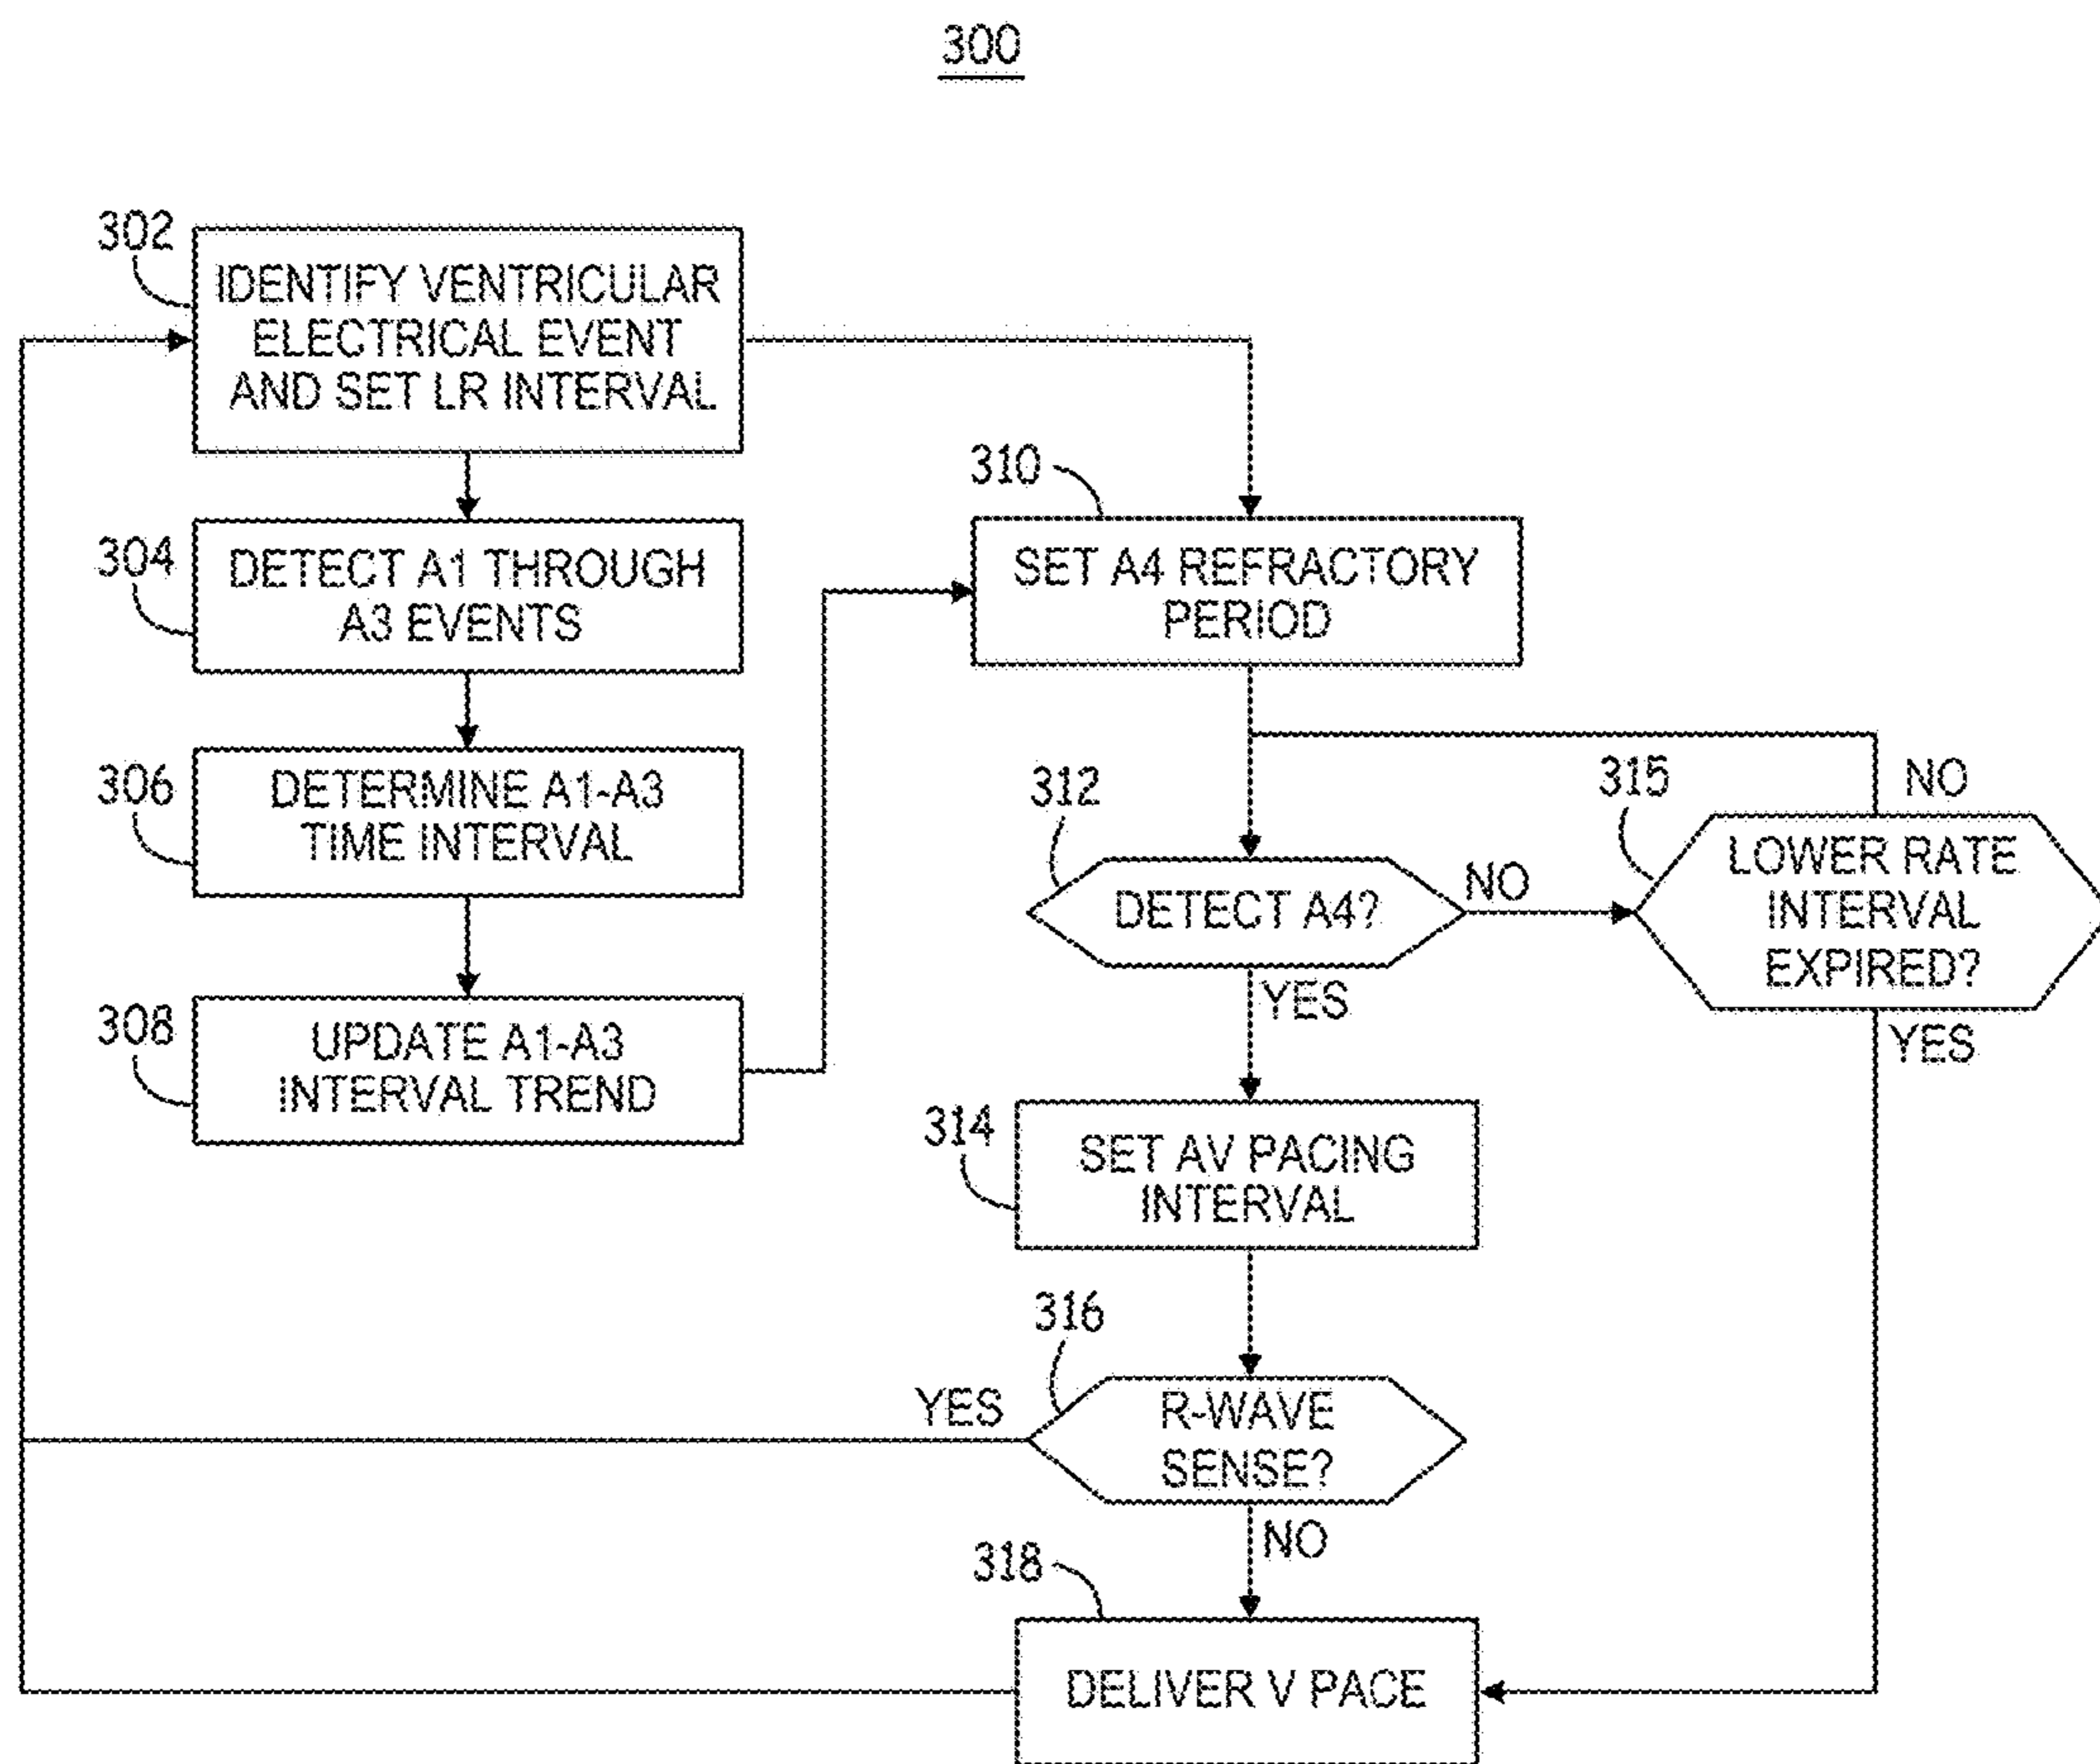 300
302
IDENTIFY VENTRICULAR
ELECTRICAL EVENT
AND SET LR INTERVAL
304
DETECT A1 THROUGH
A3 EVENTS
306
DETERMINE A1-A3
TIME INTERVAL
308
UPDATE A1-A3
INTERVAL TREND
310
SET A4 REFRACTORY
PERIOD
312
DETECT A4?
NO
YES
315
NO
LOWER RATE
INTERVAL
EXPIRED?
YES
314
SET AV PACING
INTERVAL
316
YES
R-WAVE
SENSE?
NO
318
DELIVER V PACE